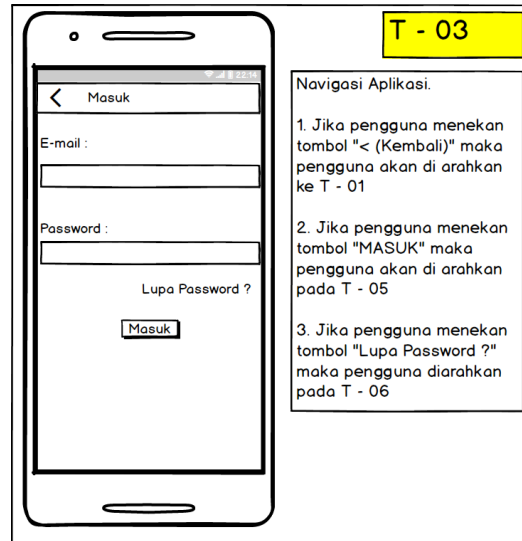 T - 03
22:14
Masuk
E-mail :
Password :
Lupa Password ?
Masuk
Navigasi Aplikasi.
1. Jika pengguna menekan
tombol "< (Kembali)" maka
pengguna akan di arahkan
ke T - 01
2. Jika pengguna menekan
tombol "MASUK" maka
pengguna akan di arahkan
pada T - 05
3. Jika pengguna menekan
tombol "Lupa Password ?"
maka pengguna diarahkan
pada T - 06